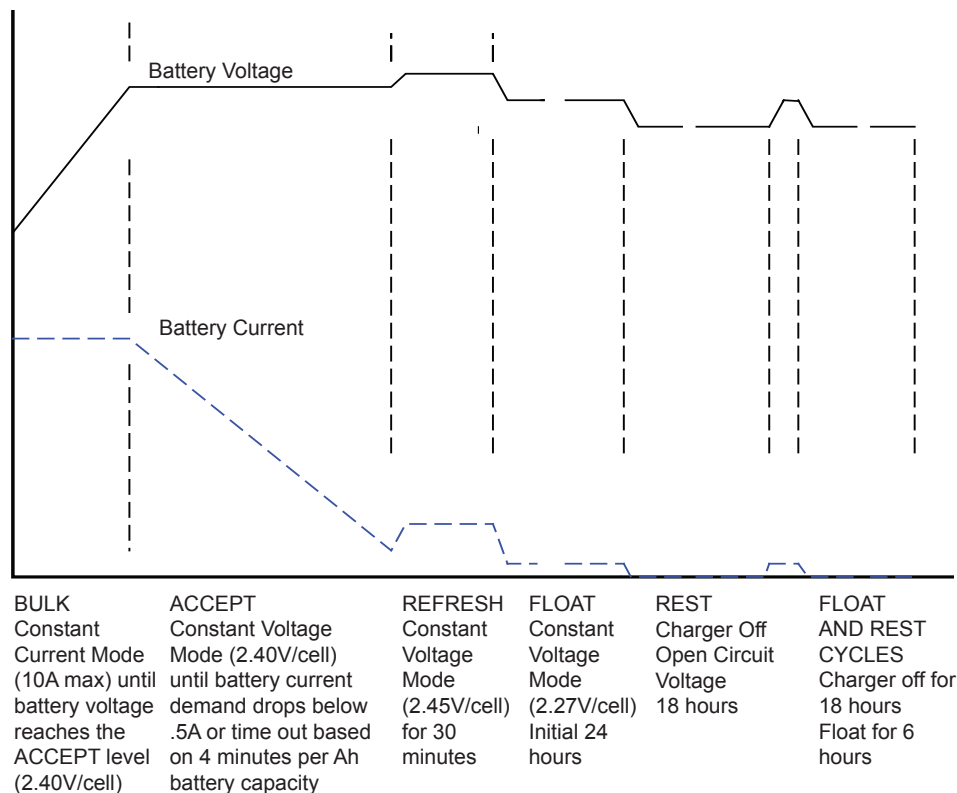 Battery Voltage
Battery Current
BULK
Constant
Current Mode
(10A max) until
battery voltage
reaches the
ACCEPT level
(2.40V/cell)
ACCEPT
Constant Voltage
Mode (2.40V/cell)
until battery current
demand drops below
.5A or time out based
on 4 minutes per Ah
battery capacity
REFRESH
Constant
Voltage
Mode
(2.45V/cell)
for 30
minutes
FLOAT
Constant
Voltage
Mode
(2.27V/cell)
Initial 24
hours
REST
Charger Off
Open Circuit
Voltage
18 hours
FLOAT
AND REST
CYCLES
Charger off for
18 hours
Float for 6
hours